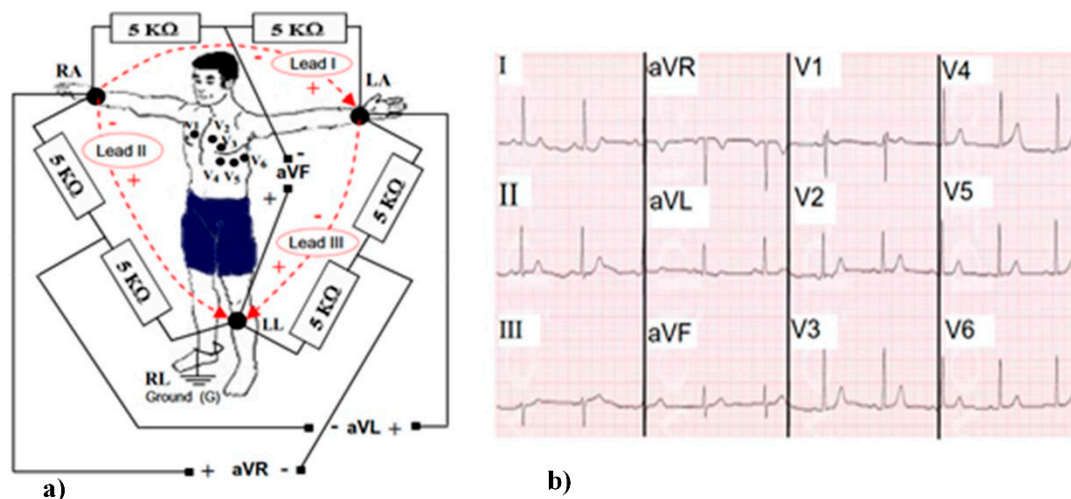 5 KΩ 5 KΩ
RA
Lead I
LA
-
+
V1
V2
V3
V4 V5
V6
-
Lead II
+
-
aVF
+
5 KΩ
5 KΩ
-
Lead III
+
5 KΩ
5 KΩ
LL
RL
Ground (G)
- aVL +
+ aVR -
a)
I aVR V1 V4
II aVL V2 V5
III aVF V3 V6
b)